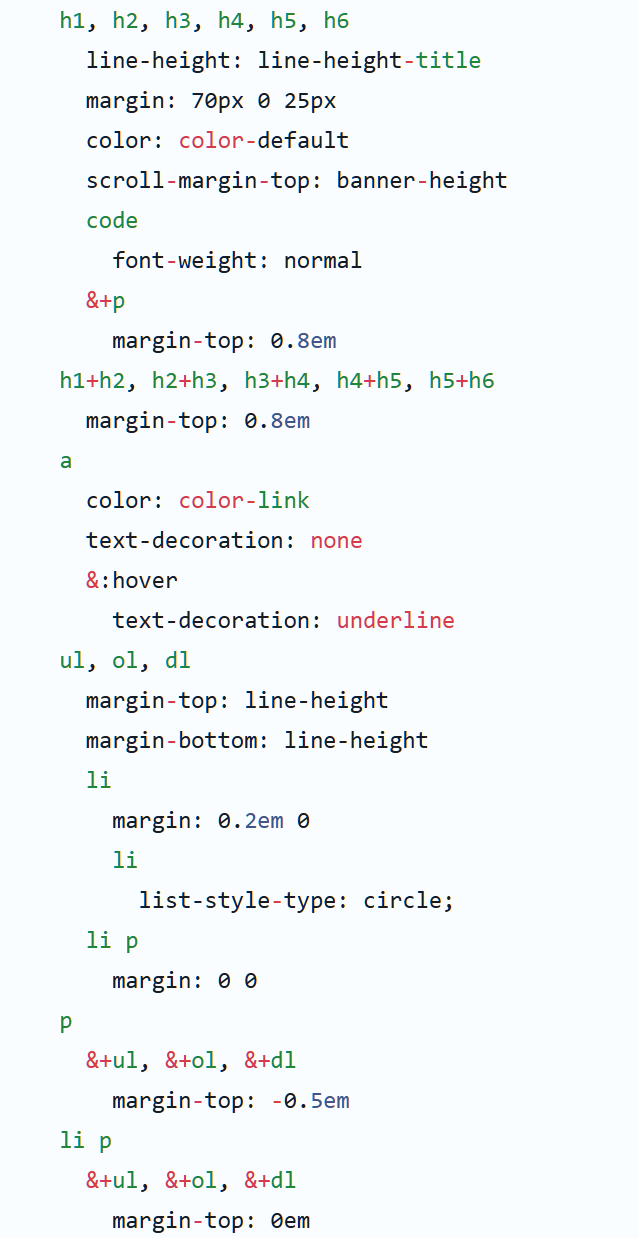 h1, h2, h3, h4, h5, h6
  line-height: line-height-title
  margin: 70px 0 25px
  color: color-default
  scroll-margin-top: banner-height
  code
    font-weight: normal
  &+p
    margin-top: 0.8em
h1+h2, h2+h3, h3+h4, h4+h5, h5+h6
  margin-top: 0.8em
a
  color: color-link
  text-decoration: none
  &:hover
    text-decoration: underline
ul, ol, dl
  margin-top: line-height
  margin-bottom: line-height
  li
    margin: 0.2em 0
    li
      list-style-type: circle;
  li p
    margin: 0 0
p
  &+ul, &+ol, &+dl
    margin-top: -0.5em
li p
  &+ul, &+ol, &+dl
    margin-top: 0em